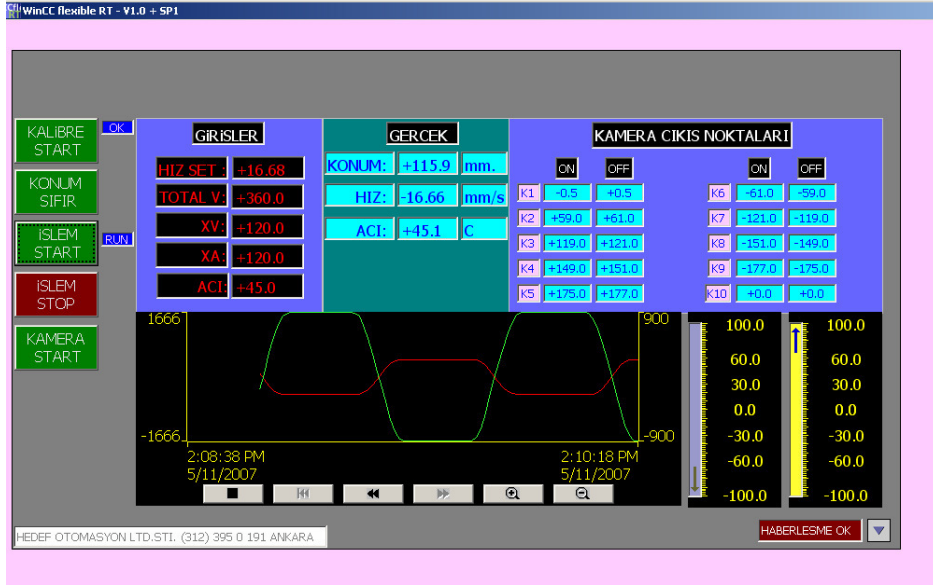 WinCC flexible RT - V1.0 + SP1
KALiBRE
START
OK
KONUM
SIFIR
iSLEM
START
RUN
iSLEM
STOP
KAMERA
START
GiRiSLER
HIZ SET : +16.68
TOTAL V: +360.0
XV: +120.0
XA: +120.0
ACI: +45.0
GERCEK
KONUM: +115.9 mm.
HIZ: -16.66 mm/s
ACI: +45.1 C
KAMERA CIKIS NOKTALARI
ON OFF ON OFF
K1 -0.5 +0.5 K6 -61.0 -59.0
K2 +59.0 +61.0 K7 -121.0 -119.0
K3 +119.0 +121.0 K8 -151.0 -149.0
K4 +149.0 +151.0 K9 -177.0 -175.0
K5 +175.0 +177.0 K10 +0.0 +0.0
1666 900
-1666 -900
2:08:38 PM 2:10:18 PM
5/11/2007 5/11/2007
100.0 100.0
60.0 60.0
30.0 30.0
0.0 0.0
-30.0 -30.0
-60.0 -60.0
-100.0 -100.0
HEDEF OTOMASYON LTD.STI. (312) 395 0 191 ANKARA
HABERLESME OK